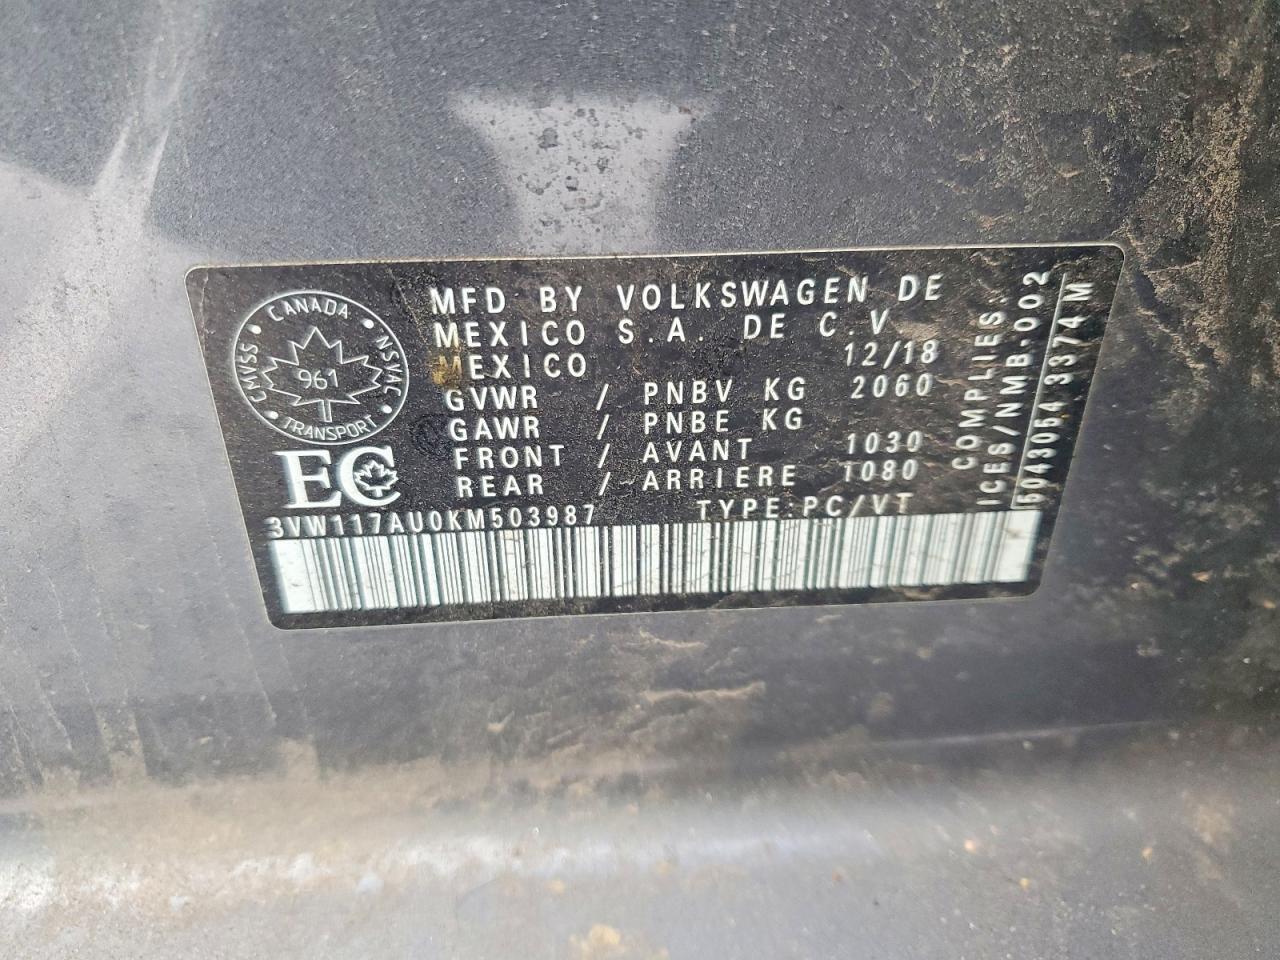 CANADA
CMVSS • NSVAC
961
TRANSPORT
EC
MFD BY VOLKSWAGEN DE
MEXICO S.A. DE C.V
MEXICO 12/18
GVWR / PNBV KG 2060
GAWR / PNBE KG
FRONT / AVANT 1030
REAR / ARRIERE 1080
3VW117AU0KM503987 TYPE:PC/VT
COMPLIES.
ICES/NMB.002
5043064 3374 M